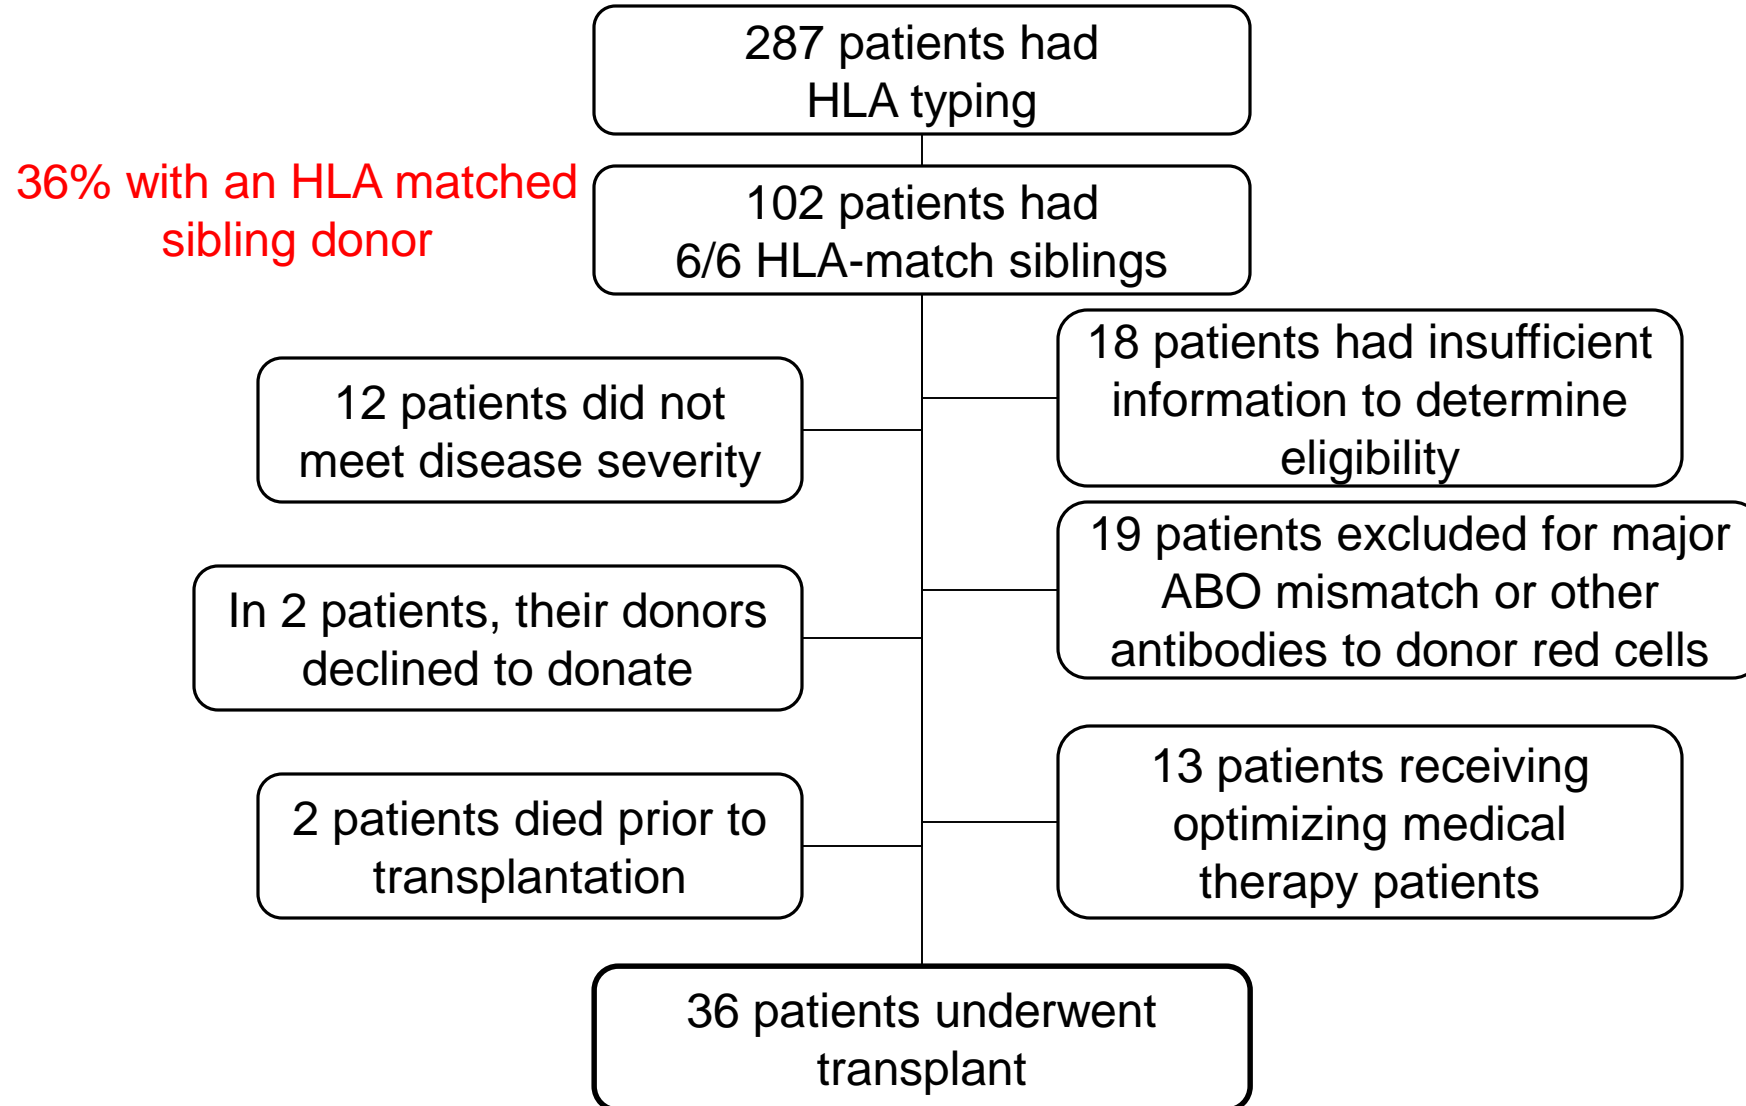 287 patients had
HLA typing
36% with an HLA matched
sibling donor
102 patients had
6/6 HLA-match siblings
18 patients had insufficient
information to determine
eligibility
12 patients did not
meet disease severity
19 patients excluded for major
ABO mismatch or other
antibodies to donor red cells
In 2 patients, their donors
declined to donate
13 patients receiving
optimizing medical
therapy patients
2 patients died prior to
transplantation
36 patients underwent
transplant